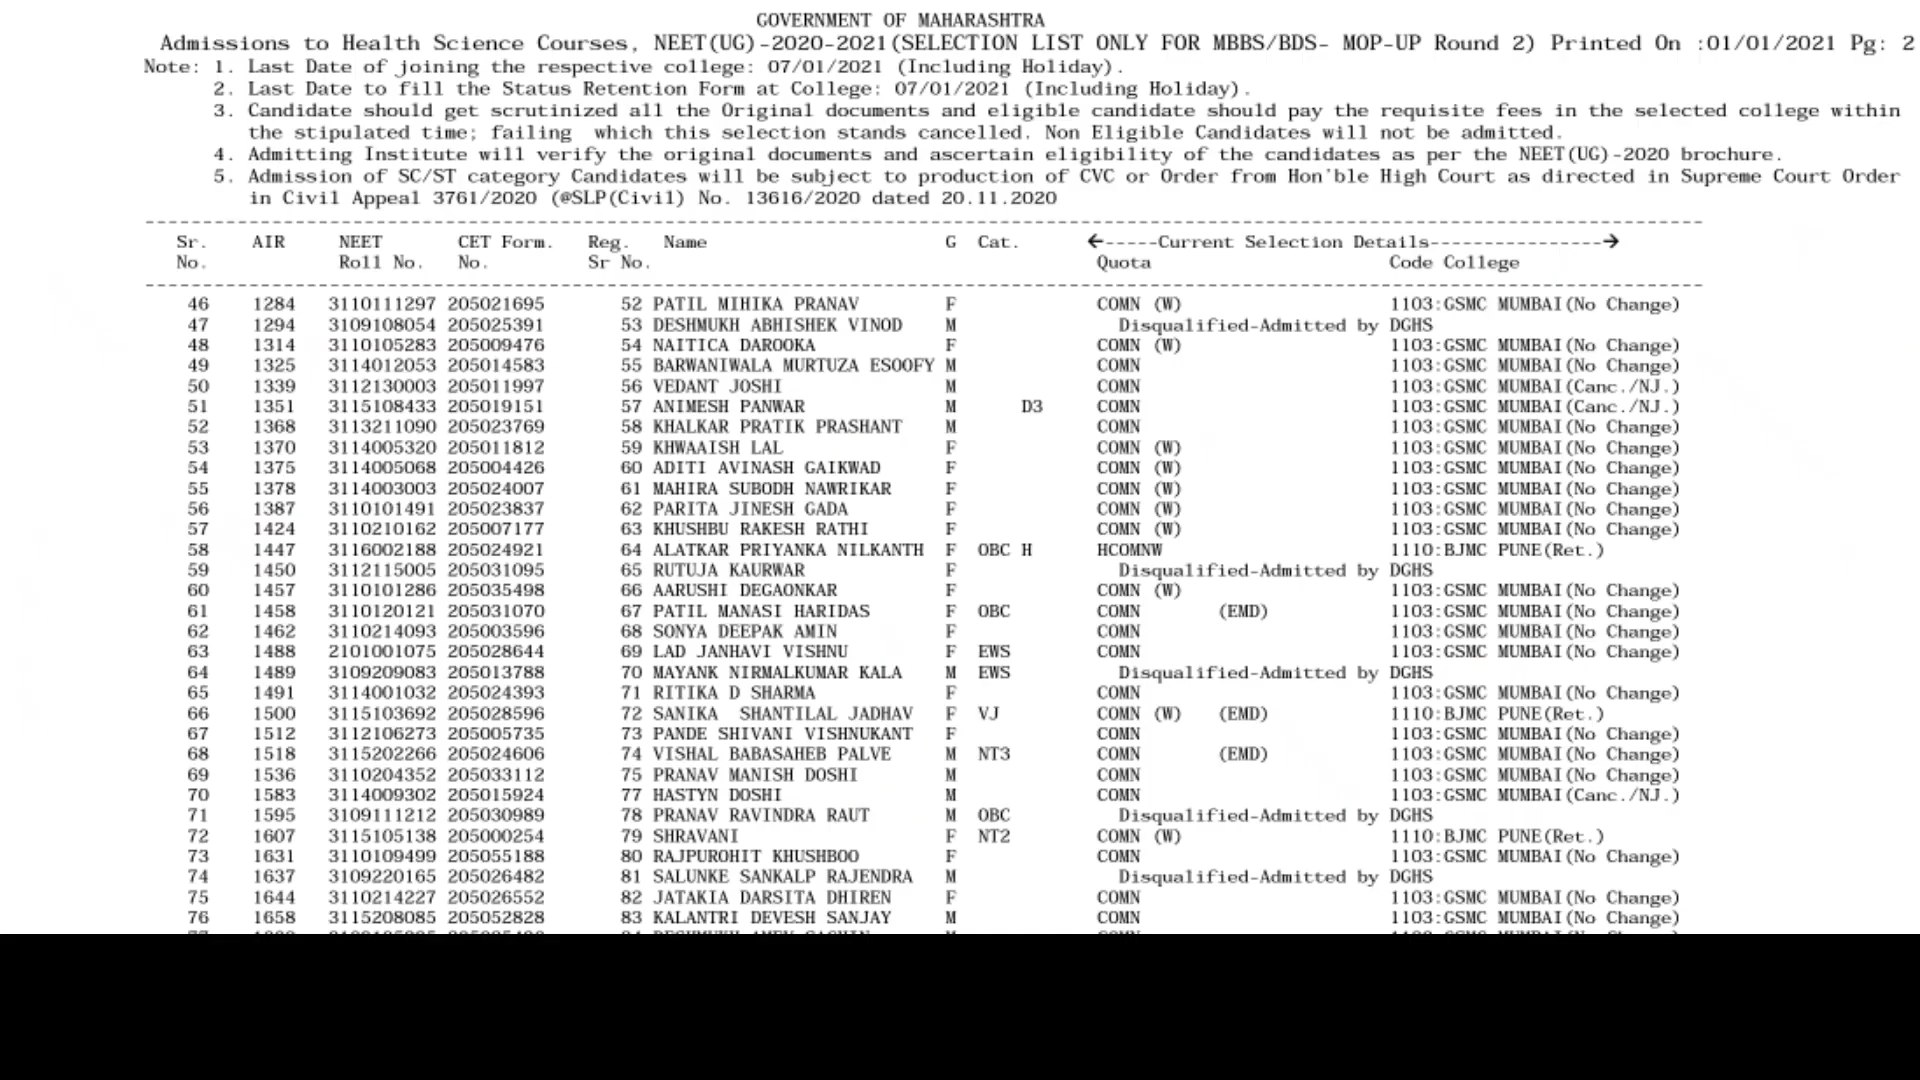 GOVERNMENT OF MAHARASHTRA
Admissions to Health Science Courses, NEET(UG)-2020-2021(SELECTION LIST ONLY FOR MBBS/BDS- MOP-UP Round 2) Printed On :01/01/2021 Pg: 2
Note: 1. Last Date of joining the respective college: 07/01/2021 (Including Holiday).
2. Last Date to fill the Status Retention Form at College: 07/01/2021 (Including Holiday).
3. Candidate should get scrutinized all the Original documents and eligible candidate should pay the requisite fees in the selected college within
the stipulated time; failing which this selection stands cancelled. Non Eligible Candidates will not be admitted.
4. Admitting Institute will verify the original documents and ascertain eligibility of the candidates as per the NEET(UG)-2020 brochure.
5. Admission of SC/ST category Candidates will be subject to production of CVC or Order from Hon'ble High Court as directed in Supreme Court Order
in Civil Appeal 3761/2020 (@SLP(Civil) No. 13616/2020 dated 20.11.2020
Sr. AIR NEET CET Form. Reg. Name G Cat. ←-----Current Selection Details----------------→
No. Roll No. No. Sr No. Quota Code College
46 1284 3110111297 205021695 52 PATIL MIHIKA PRANAV F COMN (W) 1103:GSMC MUMBAI(No Change)
47 1294 3109108054 205025391 53 DESHMUKH ABHISHEK VINOD M Disqualified-Admitted by DGHS
48 1314 3110105283 205009476 54 NAITICA DAROOKA F COMN (W) 1103:GSMC MUMBAI(No Change)
49 1325 3114012053 205014583 55 BARWANIWALA MURTUZA ESOOFY M COMN 1103:GSMC MUMBAI(No Change)
50 1339 3112130003 205011997 56 VEDANT JOSHI M COMN 1103:GSMC MUMBAI(Canc./NJ.)
51 1351 3115108433 205019151 57 ANIMESH PANWAR M D3 COMN 1103:GSMC MUMBAI(Canc./NJ.)
52 1368 3113211090 205023769 58 KHALKAR PRATIK PRASHANT M COMN 1103:GSMC MUMBAI(No Change)
53 1370 3114005320 205011812 59 KHWAAISH LAL F COMN (W) 1103:GSMC MUMBAI(No Change)
54 1375 3114005068 205004426 60 ADITI AVINASH GAIKWAD F COMN (W) 1103:GSMC MUMBAI(No Change)
55 1378 3114003003 205024007 61 MAHIRA SUBODH NAWRIKAR F COMN (W) 1103:GSMC MUMBAI(No Change)
56 1387 3110101491 205023837 62 PARITA JINESH GADA F COMN (W) 1103:GSMC MUMBAI(No Change)
57 1424 3110210162 205007177 63 KHUSHBU RAKESH RATHI F COMN (W) 1103:GSMC MUMBAI(No Change)
58 1447 3116002188 205024921 64 ALATKAR PRIYANKA NILKANTH F OBC H HCOMNW 1110:BJMC PUNE(Ret.)
59 1450 3112115005 205031095 65 RUTUJA KAURWAR F Disqualified-Admitted by DGHS
60 1457 3110101286 205035498 66 AARUSHI DEGAONKAR F COMN (W) 1103:GSMC MUMBAI(No Change)
61 1458 3110120121 205031070 67 PATIL MANASI HARIDAS F OBC COMN (EMD) 1103:GSMC MUMBAI(No Change)
62 1462 3110214093 205003596 68 SONYA DEEPAK AMIN F COMN 1103:GSMC MUMBAI(No Change)
63 1488 2101001075 205028644 69 LAD JANHAVI VISHNU F EWS COMN 1103:GSMC MUMBAI(No Change)
64 1489 3109209083 205013788 70 MAYANK NIRMALKUMAR KALA M EWS Disqualified-Admitted by DGHS
65 1491 3114001032 205024393 71 RITIKA D SHARMA F COMN 1103:GSMC MUMBAI(No Change)
66 1500 3115103692 205028596 72 SANIKA SHANTILAL JADHAV F VJ COMN (W) (EMD) 1110:BJMC PUNE(Ret.)
67 1512 3112106273 205005735 73 PANDE SHIVANI VISHNUKANT F COMN 1103:GSMC MUMBAI(No Change)
68 1518 3115202266 205024606 74 VISHAL BABASAHEB PALVE M NT3 COMN (EMD) 1103:GSMC MUMBAI(No Change)
69 1536 3110204352 205033112 75 PRANAV MANISH DOSHI M COMN 1103:GSMC MUMBAI(No Change)
70 1583 3114009302 205015924 77 HASTYN DOSHI M COMN 1103:GSMC MUMBAI(Canc./NJ.)
71 1595 3109111212 205030989 78 PRANAV RAVINDRA RAUT M OBC Disqualified-Admitted by DGHS
72 1607 3115105138 205000254 79 SHRAVANI F NT2 COMN (W) 1110:BJMC PUNE(Ret.)
73 1631 3110109499 205055188 80 RAJPUROHIT KHUSHBOO F COMN 1103:GSMC MUMBAI(No Change)
74 1637 3109220165 205026482 81 SALUNKE SANKALP RAJENDRA M Disqualified-Admitted by DGHS
75 1644 3110214227 205026552 82 JATAKIA DARSITA DHIREN F COMN 1103:GSMC MUMBAI(No Change)
76 1658 3115208085 205052828 83 KALANTRI DEVESH SANJAY M COMN 1103:GSMC MUMBAI(No Change)